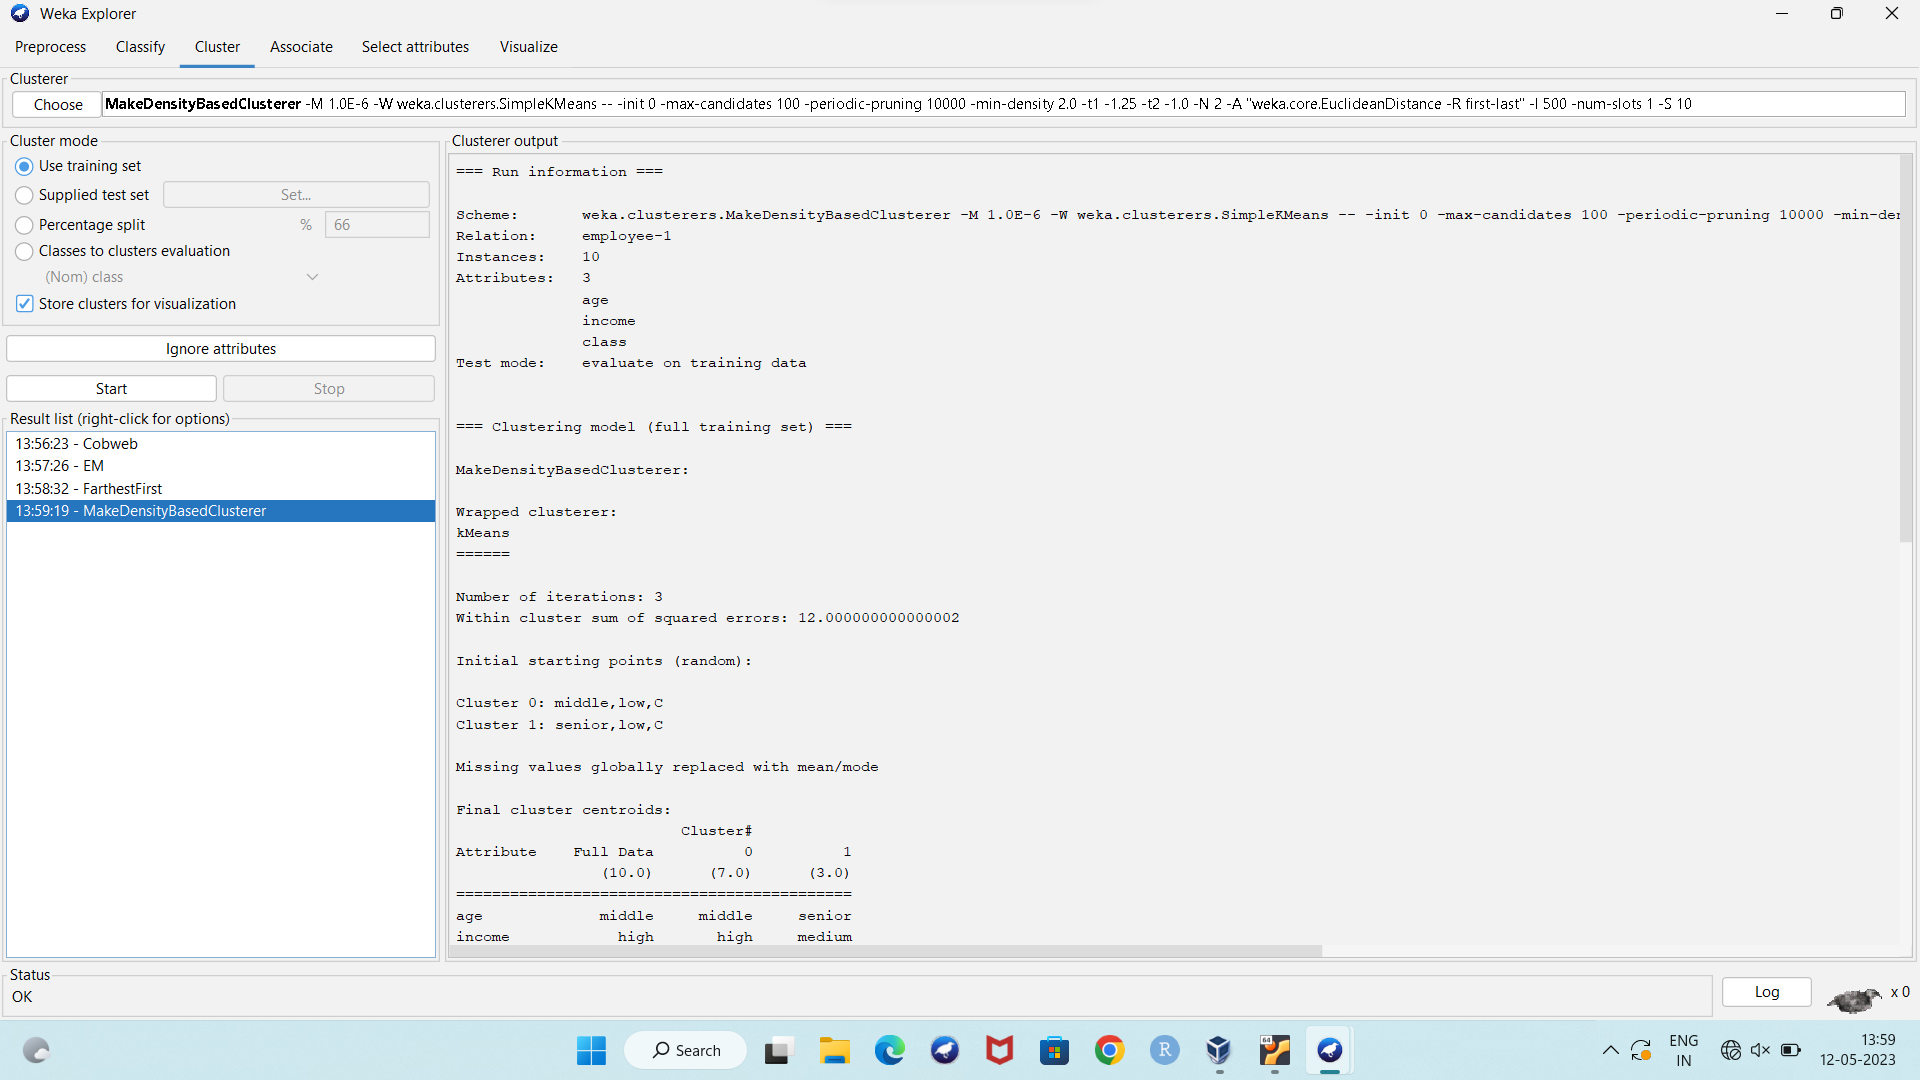 Weka Explorer
Preprocess Classify Cluster Associate Select attributes Visualize
Clusterer
Choose MakeDensityBasedClusterer -M 1.0E-6 -W weka.clusterers.SimpleKMeans -- -init 0 -max-candidates 100 -periodic-pruning 10000 -min-density 2.0 -t1 -1.25 -t2 -1.0 -N 2 -A "weka.core.EuclideanDistance -R first-last" -I 500 -num-slots 1 -S 10
Cluster mode
Use training set
Supplied test set Set...
Percentage split % 66
Classes to clusters evaluation
(Nom) class
Store clusters for visualization
Ignore attributes
Start Stop
Result list (right-click for options)
13:56:23 - Cobweb
13:57:26 - EM
13:58:32 - FarthestFirst
13:59:19 - MakeDensityBasedClusterer
Clusterer output
=== Run information ===
Scheme: weka.clusterers.MakeDensityBasedClusterer -M 1.0E-6 -W weka.clusterers.SimpleKMeans -- -init 0 -max-candidates 100 -periodic-pruning 10000 -min-der
Relation: employee-1
Instances: 10
Attributes: 3
age
income
class
Test mode: evaluate on training data
=== Clustering model (full training set) ===
MakeDensityBasedClusterer:
Wrapped clusterer:
kMeans
======
Number of iterations: 3
Within cluster sum of squared errors: 12.000000000000002
Initial starting points (random):
Cluster 0: middle,low,C
Cluster 1: senior,low,C
Missing values globally replaced with mean/mode
Final cluster centroids:
Cluster#
Attribute Full Data 0 1
(10.0) (7.0) (3.0)
============================================
age middle middle senior
income high high medium
Status
OK
Log x 0
Search
64
R
ENG
IN
13:59
12-05-2023